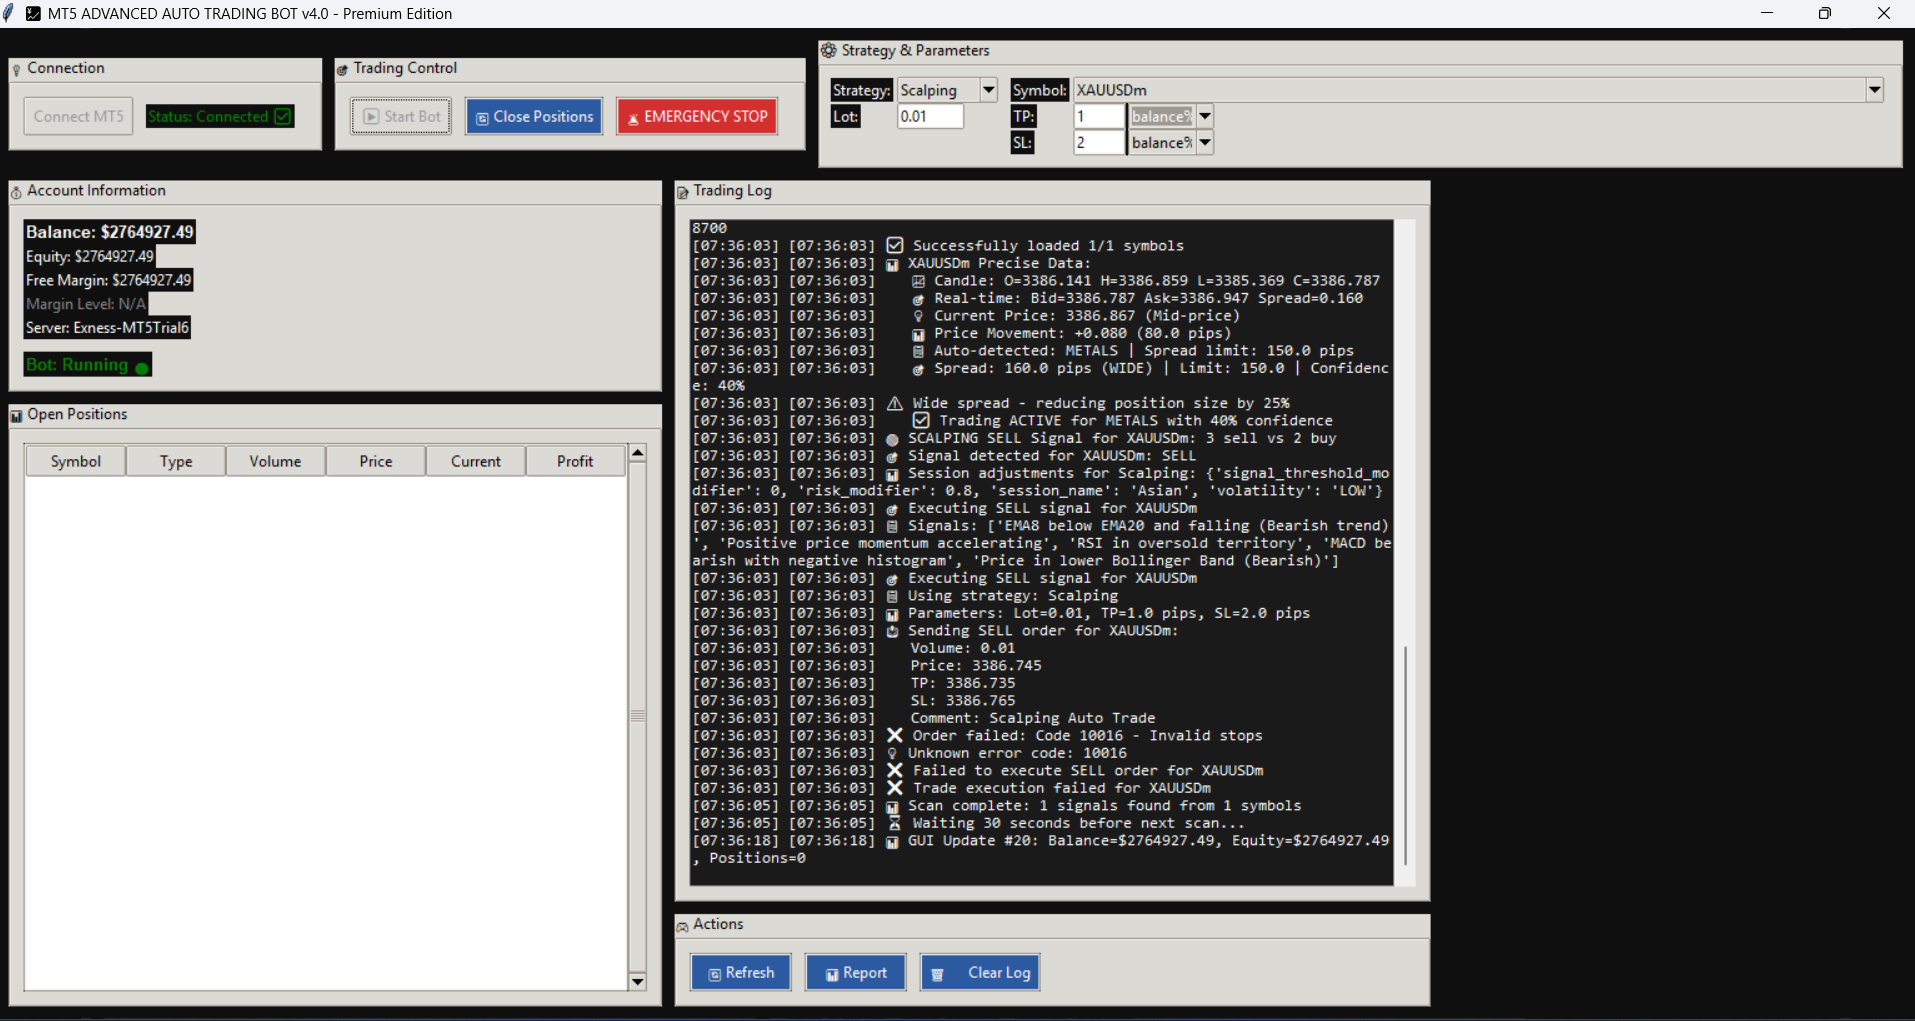 MT5 ADVANCED AUTO TRADING BOT v4.0 - Premium Edition
Connection
Connect MT5
Status: Connected
Trading Control
Start Bot
Close Positions
EMERGENCY STOP
Strategy & Parameters
Strategy: Scalping
Symbol: XAUUSDm
Lot: 0.01
TP: 1 balance%
SL: 2 balance%
Account Information
Balance: $2764927.49
Equity: $2764927.49
Free Margin: $2764927.49
Margin Level: N/A
Server: Exness-MT5Trial6
Bot: Running
Open Positions
Symbol Type Volume Price Current Profit
Trading Log
8700
[07:36:03] [07:36:03] Successfully loaded 1/1 symbols
[07:36:03] [07:36:03] XAUUSDm Precise Data:
[07:36:03] [07:36:03] Candle: O=3386.141 H=3386.859 L=3385.369 C=3386.787
[07:36:03] [07:36:03] Real-time: Bid=3386.787 Ask=3386.947 Spread=0.160
[07:36:03] [07:36:03] Current Price: 3386.867 (Mid-price)
[07:36:03] [07:36:03] Price Movement: +0.080 (80.0 pips)
[07:36:03] [07:36:03] Auto-detected: METALS | Spread limit: 150.0 pips
[07:36:03] [07:36:03] Spread: 160.0 pips (WIDE) | Limit: 150.0 | Confidenc
e: 40%
[07:36:03] [07:36:03] Wide spread - reducing position size by 25%
[07:36:03] [07:36:03] Trading ACTIVE for METALS with 40% confidence
[07:36:03] [07:36:03] SCALPING SELL Signal for XAUUSDm: 3 sell vs 2 buy
[07:36:03] [07:36:03] Signal detected for XAUUSDm: SELL
[07:36:03] [07:36:03] Session adjustments for Scalping: {'signal_threshold_mo
difier': 0, 'risk_modifier': 0.8, 'session_name': 'Asian', 'volatility': 'LOW'}
[07:36:03] [07:36:03] Executing SELL signal for XAUUSDm
[07:36:03] [07:36:03] Signals: ['EMA8 below EMA20 and falling (Bearish trend)
', 'Positive price momentum accelerating', 'RSI in oversold territory', 'MACD be
arish with negative histogram', 'Price in lower Bollinger Band (Bearish)']
[07:36:03] [07:36:03] Executing SELL signal for XAUUSDm
[07:36:03] [07:36:03] Using strategy: Scalping
[07:36:03] [07:36:03] Parameters: Lot=0.01, TP=1.0 pips, SL=2.0 pips
[07:36:03] [07:36:03] Sending SELL order for XAUUSDm:
[07:36:03] [07:36:03] Volume: 0.01
[07:36:03] [07:36:03] Price: 3386.745
[07:36:03] [07:36:03] TP: 3386.735
[07:36:03] [07:36:03] SL: 3386.765
[07:36:03] [07:36:03] Comment: Scalping Auto Trade
[07:36:03] [07:36:03] Order failed: Code 10016 - Invalid stops
[07:36:03] [07:36:03] Unknown error code: 10016
[07:36:03] [07:36:03] Failed to execute SELL order for XAUUSDm
[07:36:03] [07:36:03] Trade execution failed for XAUUSDm
[07:36:05] [07:36:05] Scan complete: 1 signals found from 1 symbols
[07:36:05] [07:36:05] Waiting 30 seconds before next scan...
[07:36:18] [07:36:18] GUI Update #20: Balance=$2764927.49, Equity=$2764927.49
, Positions=0
Actions
Refresh
Report
Clear Log